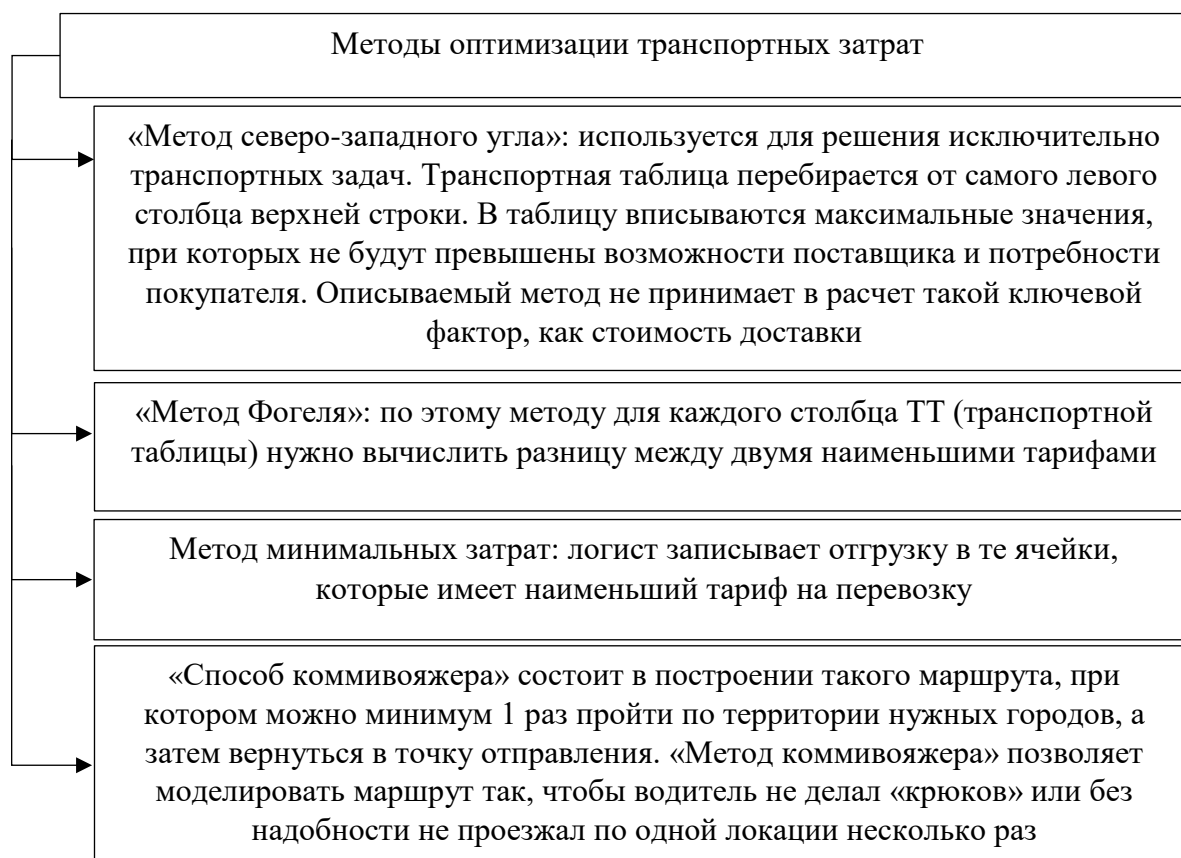 Методы оптимизации транспортных затрат
«Метод северо-западного угла»: используется для решения исключительно
транспортных задач. Транспортная таблица перебирается от самого левого
столбца верхней строки. В таблицу вписываются максимальные значения,
при которых не будут превышены возможности поставщика и потребности
покупателя. Описываемый метод не принимает в расчет такой ключевой
фактор, как стоимость доставки
«Метод Фогеля»: по этому методу для каждого столбца ТТ (транспортной
таблицы) нужно вычислить разницу между двумя наименьшими тарифами
Метод минимальных затрат: логист записывает отгрузку в те ячейки,
которые имеет наименьший тариф на перевозку
«Способ коммивояжера» состоит в построении такого маршрута, при
котором можно минимум 1 раз пройти по территории нужных городов, а
затем вернуться в точку отправления. «Метод коммивояжера» позволяет
моделировать маршрут так, чтобы водитель не делал «крюков» или без
надобности не проезжал по одной локации несколько раз